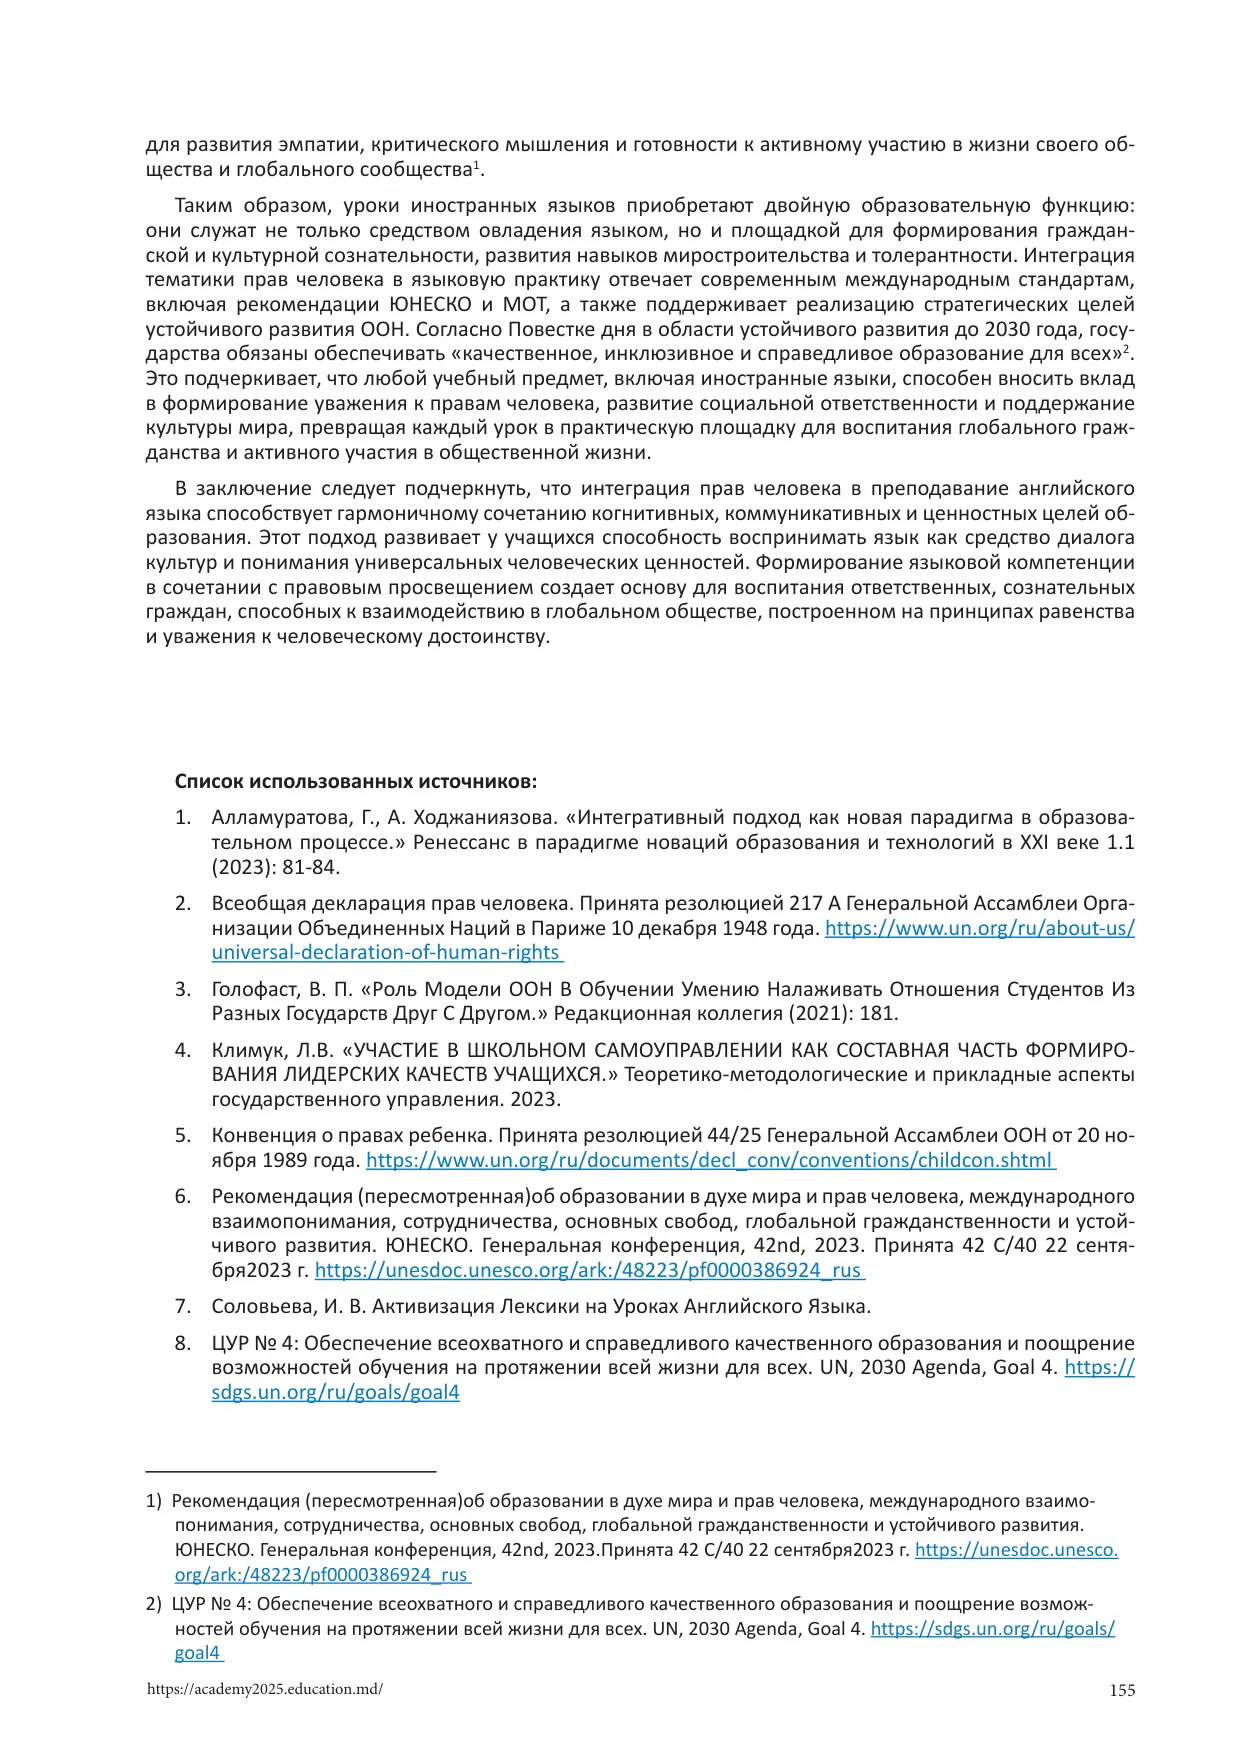 для развития эмпатии, критического мышления и готовности к активному участию в жизни своего об-
щества и глобального сообщества¹.
Таким образом, уроки иностранных языков приобретают двойную образовательную функцию:
они служат не только средством овладения языком, но и площадкой для формирования граждан-
ской и культурной сознательности, развития навыков миростроительства и толерантности. Интеграция
тематики прав человека в языковую практику отвечает современным международным стандартам,
включая рекомендации ЮНЕСКО и МОТ, а также поддерживает реализацию стратегических целей
устойчивого развития ООН. Согласно Повестке дня в области устойчивого развития до 2030 года, госу-
дарства обязаны обеспечивать «качественное, инклюзивное и справедливое образование для всех»².
Это подчеркивает, что любой учебный предмет, включая иностранные языки, способен вносить вклад
в формирование уважения к правам человека, развитие социальной ответственности и поддержание
культуры мира, превращая каждый урок в практическую площадку для воспитания глобального граж-
данства и активного участия в общественной жизни.
В заключение следует подчеркнуть, что интеграция прав человека в преподавание английского
языка способствует гармоничному сочетанию когнитивных, коммуникативных и ценностных целей об-
разования. Этот подход развивает у учащихся способность воспринимать язык как средство диалога
культур и понимания универсальных человеческих ценностей. Формирование языковой компетенции
в сочетании с правовым просвещением создает основу для воспитания ответственных, сознательных
граждан, способных к взаимодействию в глобальном обществе, построенном на принципах равенства
и уважения к человеческому достоинству.
Список использованных источников:
1. Алламуратова, Г., А. Ходжаниязова. «Интегративный подход как новая парадигма в образова-
тельном процессе.» Ренессанс в парадигме новаций образования и технологий в XXI веке 1.1
(2023): 81-84.
2. Всеобщая декларация прав человека. Принята резолюцией 217 А Генеральной Ассамблеи Орга-
низации Объединенных Наций в Париже 10 декабря 1948 года. https://www.un.org/ru/about-us/
universal-declaration-of-human-rights
3. Голофаст, В. П. «Роль Модели ООН В Обучении Умению Налаживать Отношения Студентов Из
Разных Государств Друг С Другом.» Редакционная коллегия (2021): 181.
4. Климук, Л.В. «УЧАСТИЕ В ШКОЛЬНОМ САМОУПРАВЛЕНИИ КАК СОСТАВНАЯ ЧАСТЬ ФОРМИРО-
ВАНИЯ ЛИДЕРСКИХ КАЧЕСТВ УЧАЩИХСЯ.» Теоретико-методологические и прикладные аспекты
государственного управления. 2023.
5. Конвенция о правах ребенка. Принята резолюцией 44/25 Генеральной Ассамблеи ООН от 20 но-
ября 1989 года. https://www.un.org/ru/documents/decl_conv/conventions/childcon.shtml
6. Рекомендация (пересмотренная)об образовании в духе мира и прав человека, международного
взаимопонимания, сотрудничества, основных свобод, глобальной гражданственности и устой-
чивого развития. ЮНЕСКО. Генеральная конференция, 42nd, 2023. Принята 42 C/40 22 сентя-
бря2023 г. https://unesdoc.unesco.org/ark:/48223/pf0000386924_rus
7. Соловьева, И. В. Активизация Лексики на Уроках Английского Языка.
8. ЦУР № 4: Обеспечение всеохватного и справедливого качественного образования и поощрение
возможностей обучения на протяжении всей жизни для всех. UN, 2030 Agenda, Goal 4. https://
sdgs.un.org/ru/goals/goal4
1) Рекомендация (пересмотренная)об образовании в духе мира и прав человека, международного взаимо-
понимания, сотрудничества, основных свобод, глобальной гражданственности и устойчивого развития.
ЮНЕСКО. Генеральная конференция, 42nd, 2023.Принята 42 C/40 22 сентября2023 г. https://unesdoc.unesco.
org/ark:/48223/pf0000386924_rus
2) ЦУР № 4: Обеспечение всеохватного и справедливого качественного образования и поощрение возмож-
ностей обучения на протяжении всей жизни для всех. UN, 2030 Agenda, Goal 4. https://sdgs.un.org/ru/goals/
goal4
https://academy2025.education.md/
155